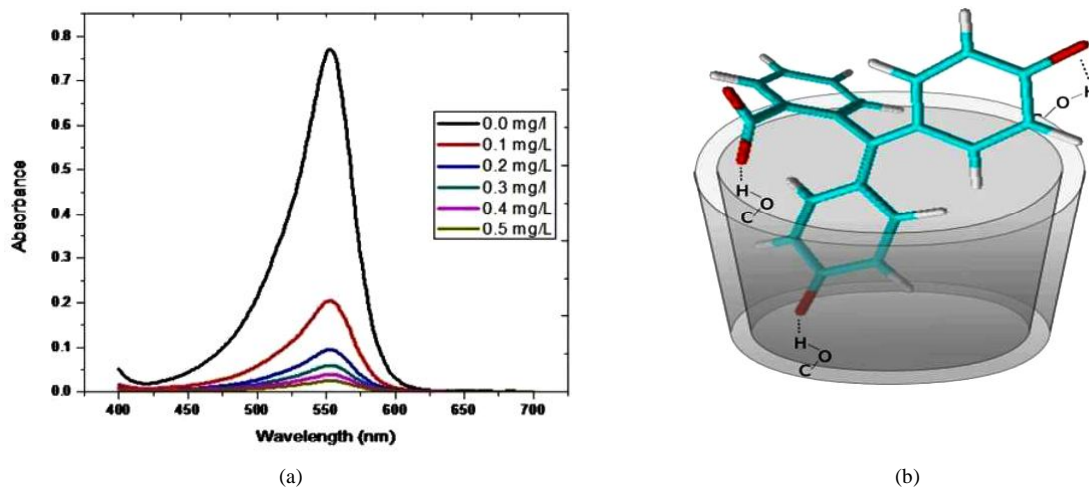 0.8
0.7
0.6
0.5
0.4
0.3
0.2
0.1
0.0
Absorbance
400 450 500 550 600 650 700
Wavelength (nm)
0.0 mg/l
0.1 mg/L
0.2 mg/L
0.3 mg/l
0.4 mg/L
0.5 mg/L
(a)
H
O
H
O
C
H
O
C
(b)